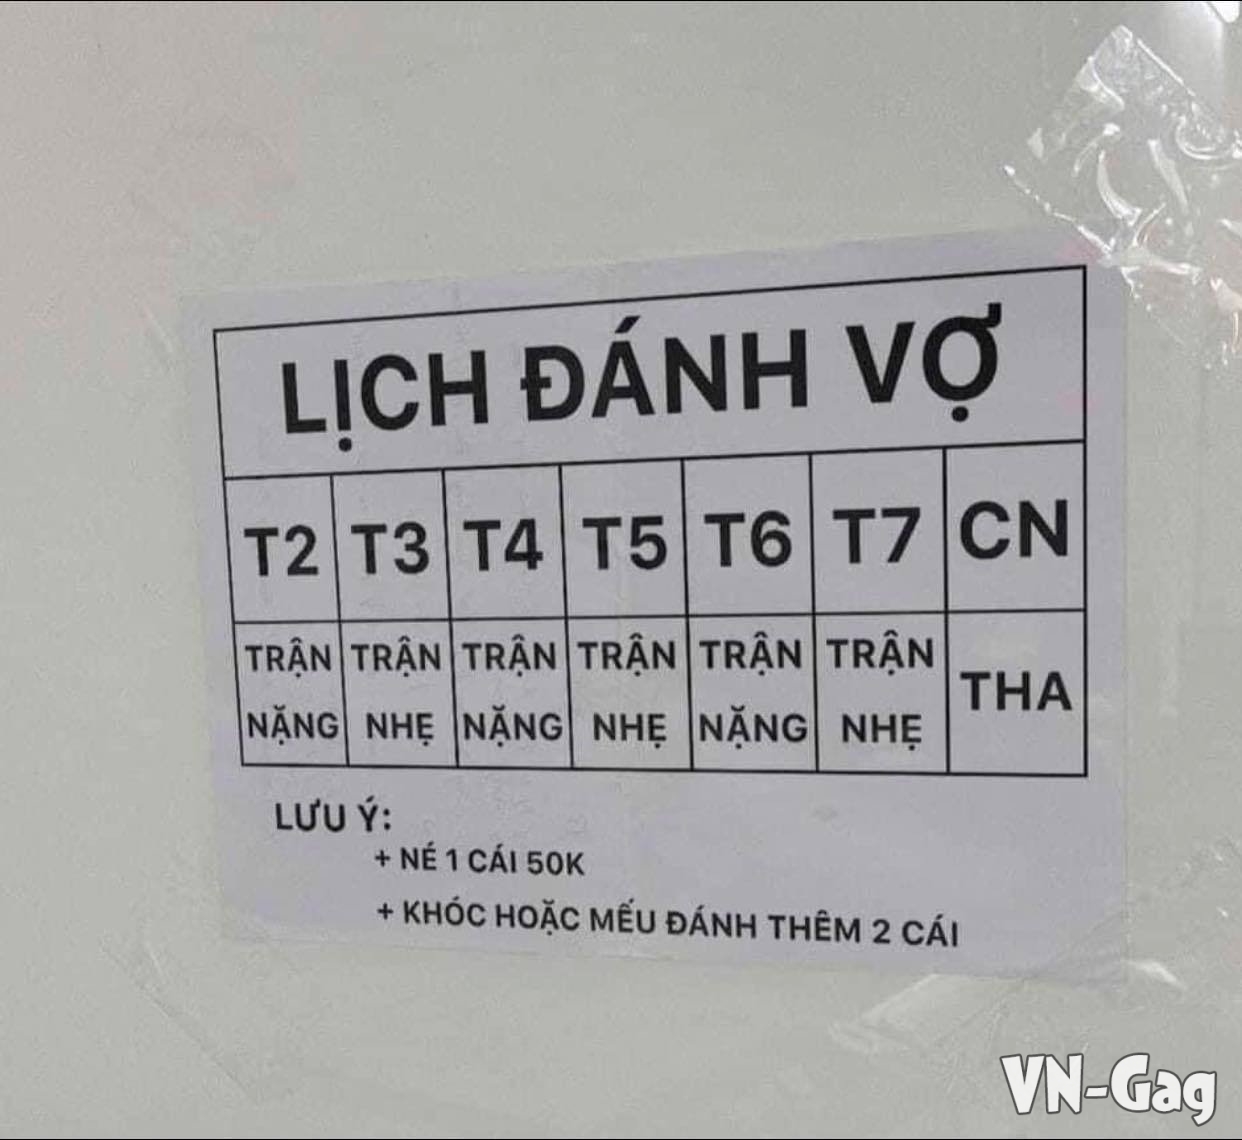 LỊCH ĐÁNH VỢ
T2 T3 T4 T5 T6 T7 CN
TRẬN NẶNG TRẬN NHẸ TRẬN NẶNG TRẬN NHẸ TRẬN NẶNG TRẬN NHẸ THA
LƯU Ý:
+ NÉ 1 CÁI 50K
+ KHÓC HOẶC MẾU ĐÁNH THÊM 2 CÁI
VN-Gag